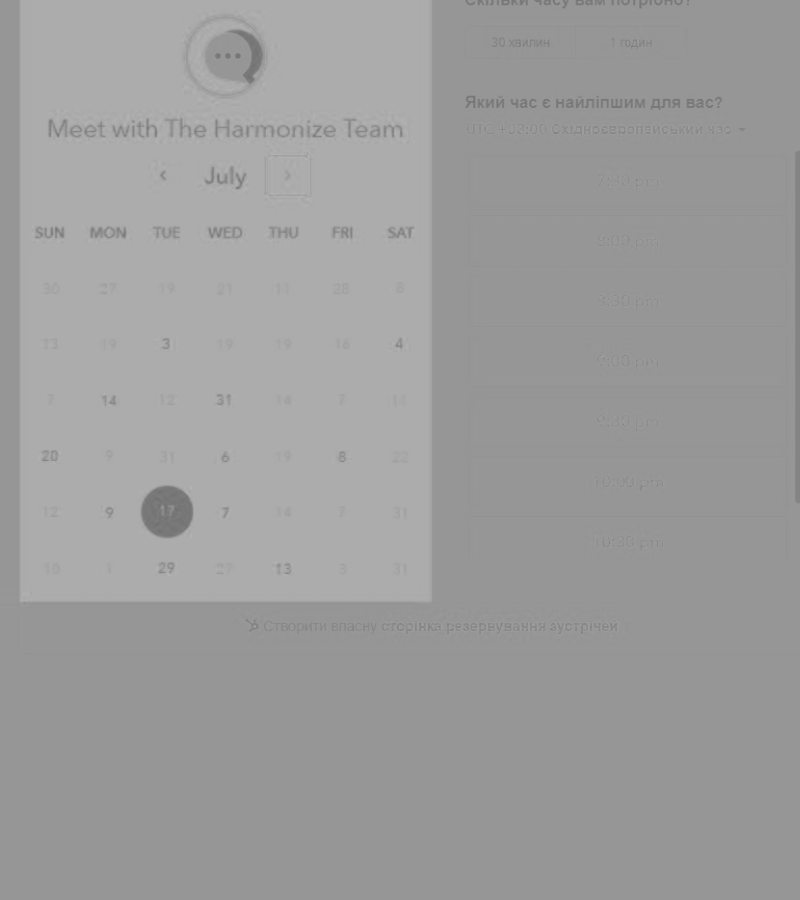 Скільки часу вам потрібно?
30 хвилин 1 годин
Meet with The Harmonize Team
Який час є найліпшим для вас?
UTC +03:00 Східноєвропейський час
‹ July ›
SUN MON TUE WED THU FRI SAT
30 27 19 21 11 28 8
13 19 3 19 19 16 4
7 14 12 31 14 7 11
20 9 31 6 19 8 22
12 9 17 7 14 7 31
10 1 29 27 13 3 31
7:30 pm
8:00 pm
8:30 pm
9:00 pm
9:30 pm
10:00 pm
10:30 pm
Створити власну сторінка резервування зустрічей